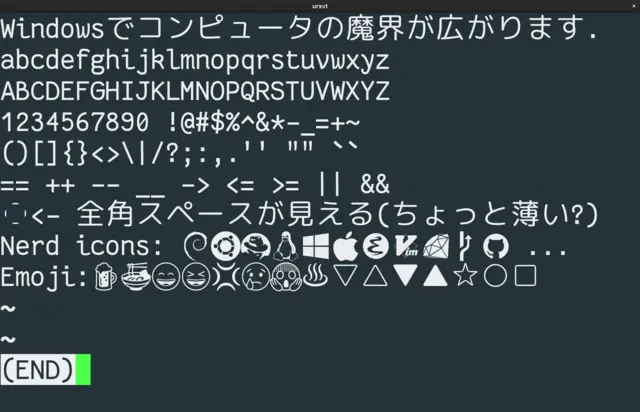 urxvt
Windowsでコンピュータの魔界が広がります.
abcdefghijklmnopqrstuvwxyz
ABCDEFGHIJKLMNOPQRSTUVWXYZ
1234567890 !@#$%^&*-_=+~
()[]{}<>\|/?;:,.'' "" ``
== ++ -- __ -> <= >= || &&
　<- 全角スペースが見える(ちょっと薄い?)
Nerd icons: ...
Emoji:🍺🍜😄😆💢😢😱♨▽△▼▲☆○□
~
~
(END)